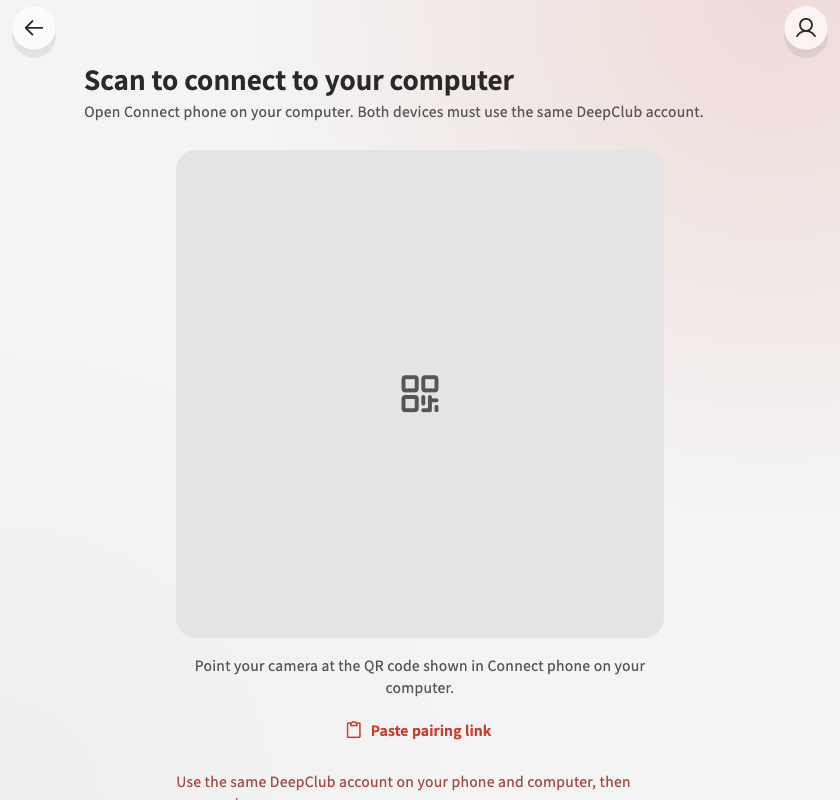 Scan to connect to your computer
Open Connect phone on your computer. Both devices must use the same DeepClub account.
Point your camera at the QR code shown in Connect phone on your
computer.
Paste pairing link
Use the same DeepClub account on your phone and computer, then